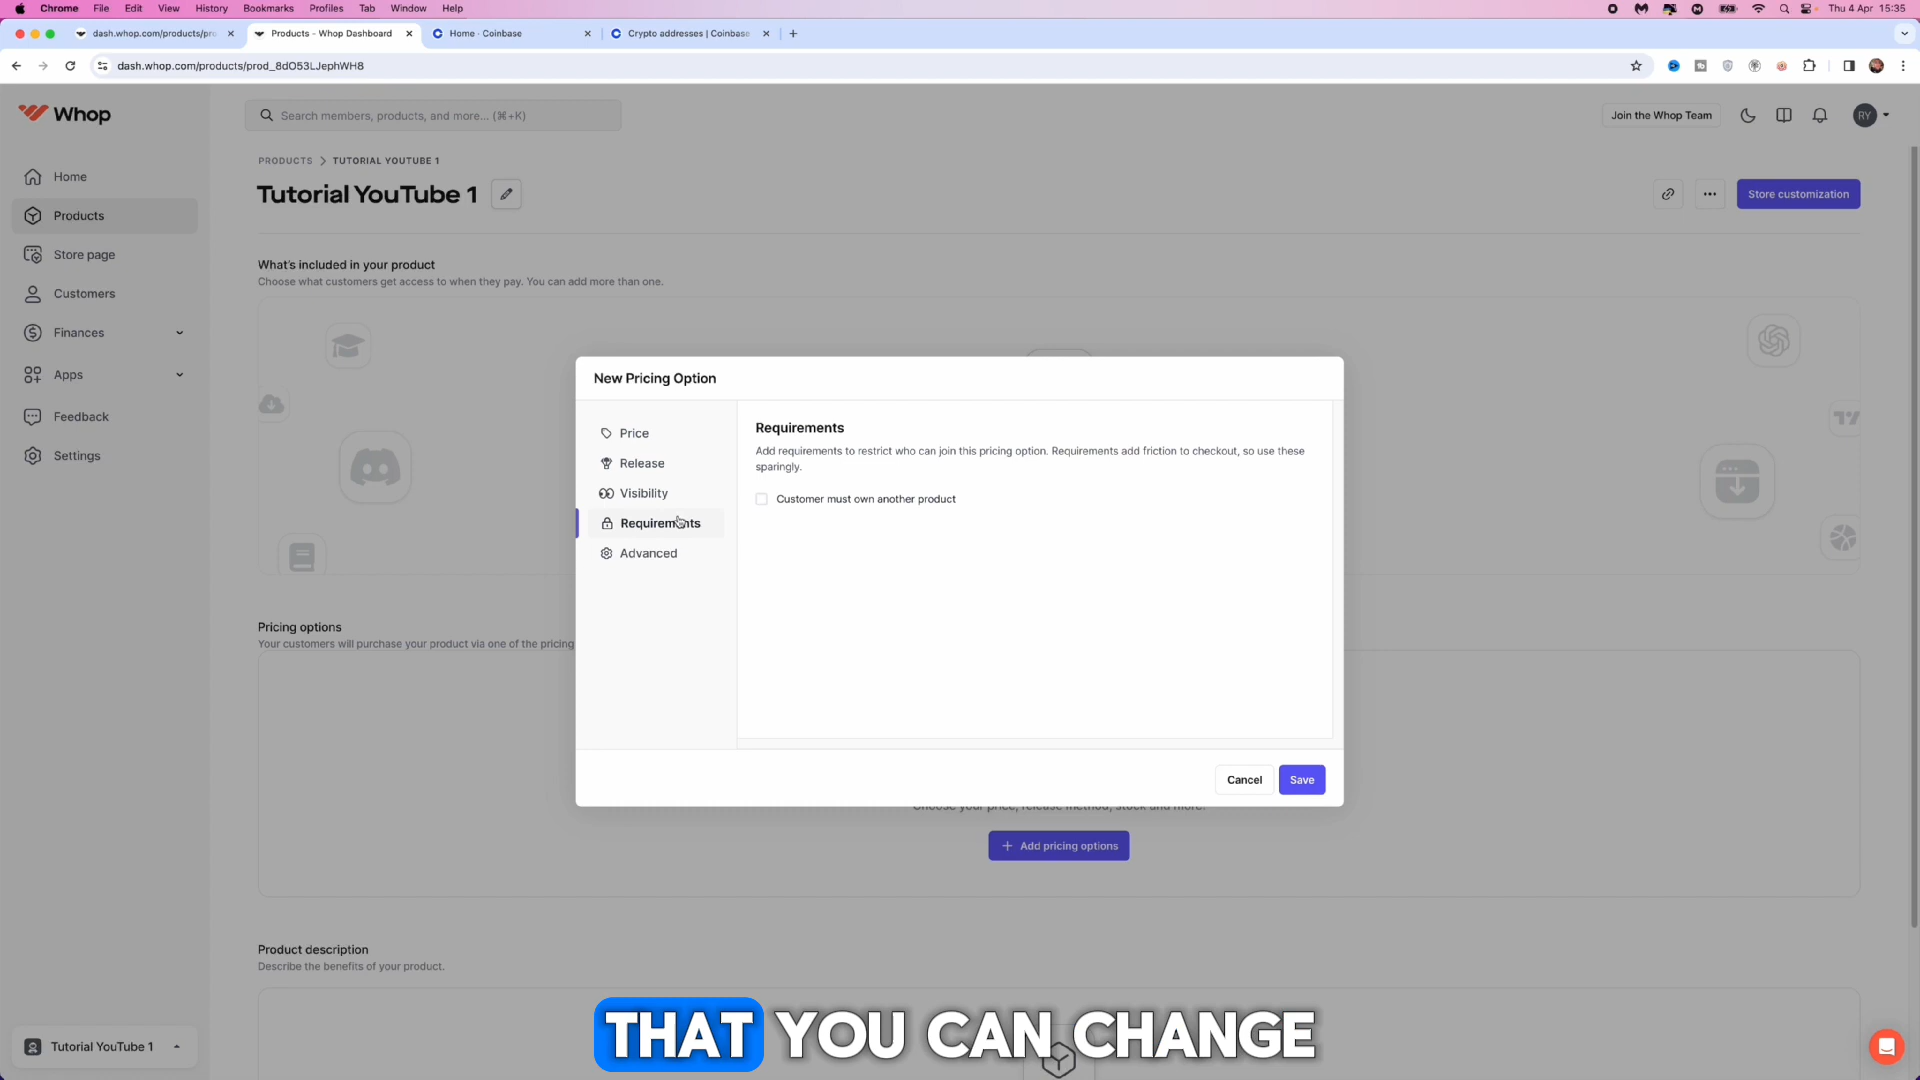 Chrome File Edit View History Bookmarks Profiles Tab Window Help
Thu 4 Apr 15:35
dash.whop.com/products/pro
Products - Whop Dashboard
Home - Coinbase
Crypto addresses | Coinbase
dash.whop.com/products/prod_8dO53LJephWH8
Whop
Search members, products, and more... (⌘+K)
Join the Whop Team
RY
PRODUCTS > TUTORIAL YOUTUBE 1
Tutorial YouTube 1
Store customization
Home
Products
Store page
Customers
Finances
Apps
Feedback
Settings
What's included in your product
Choose what customers get access to when they pay. You can add more than one.
New Pricing Option
Price
Release
Visibility
Requirements
Advanced
Requirements
Add requirements to restrict who can join this pricing option. Requirements add friction to checkout, so use these
sparingly.
Customer must own another product
Cancel
Save
Pricing options
Your customers will purchase your product via one of the pricing
Choose your price, release method, stock and more.
+ Add pricing options
Product description
Describe the benefits of your product.
Tutorial YouTube 1
THAT YOU CAN CHANGE